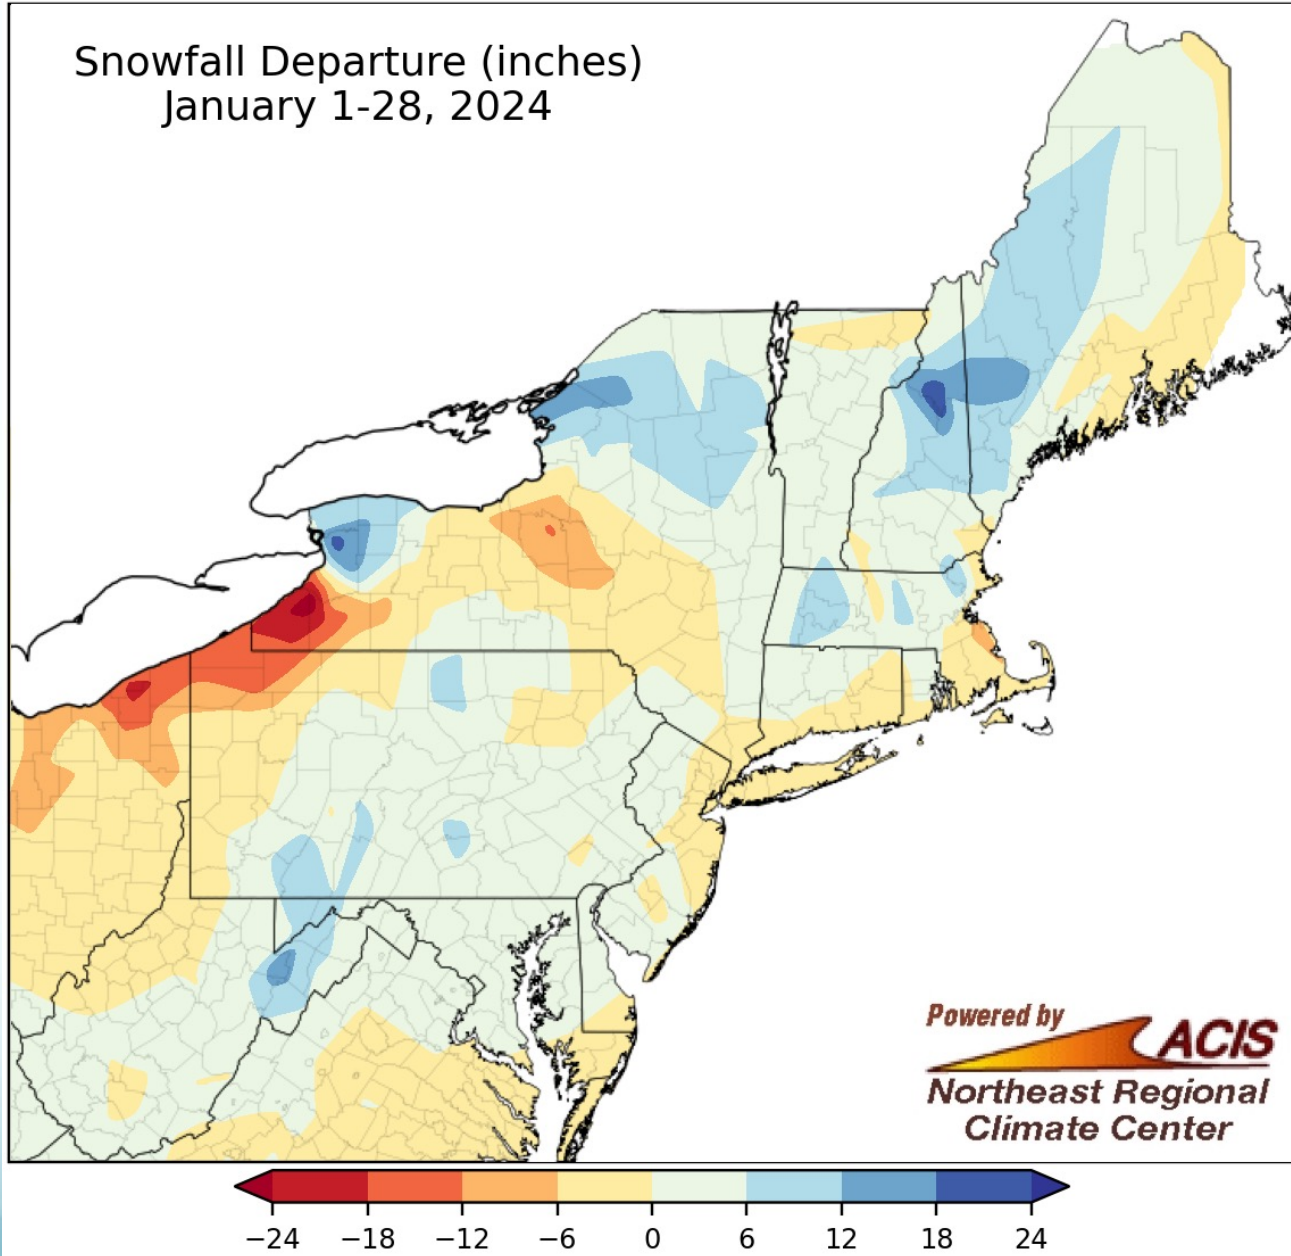 Snowfall Departure (inches)
January 1-28, 2024
Powered by
ACIS
Northeast Regional
Climate Center
−24 −18 −12 −6 0 6 12 18 24